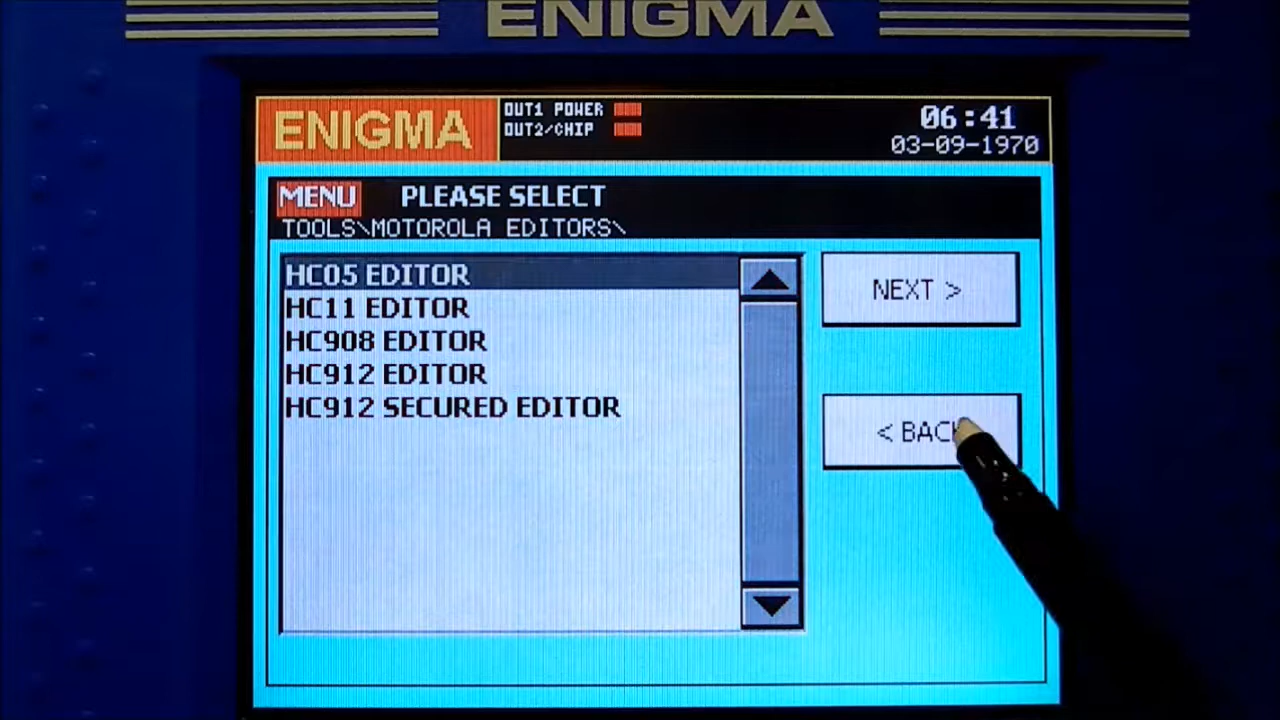 ENIGMA
ENIGMA
OUT1 POWER
OUT2/CHIP
06:41
03-09-1970
MENU PLEASE SELECT
TOOLS\MOTOROLA EDITORS\
HC05 EDITOR
HC11 EDITOR
HC908 EDITOR
HC912 EDITOR
HC912 SECURED EDITOR
NEXT >
< BACK